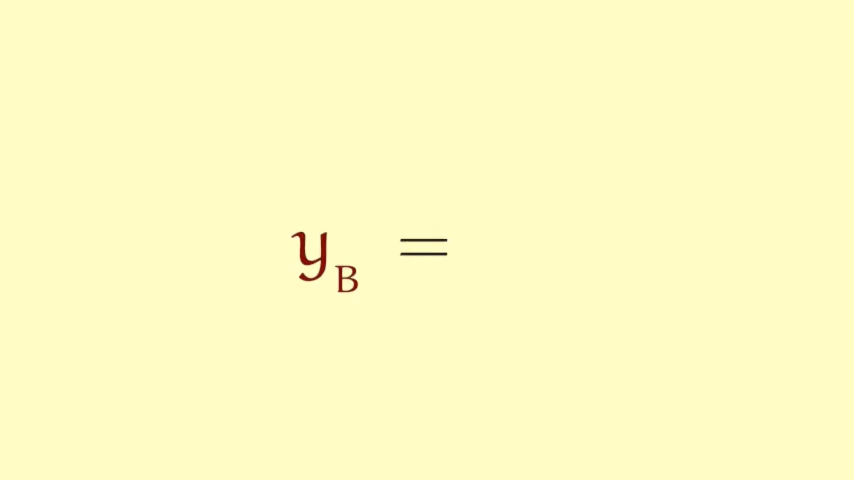 y_B =